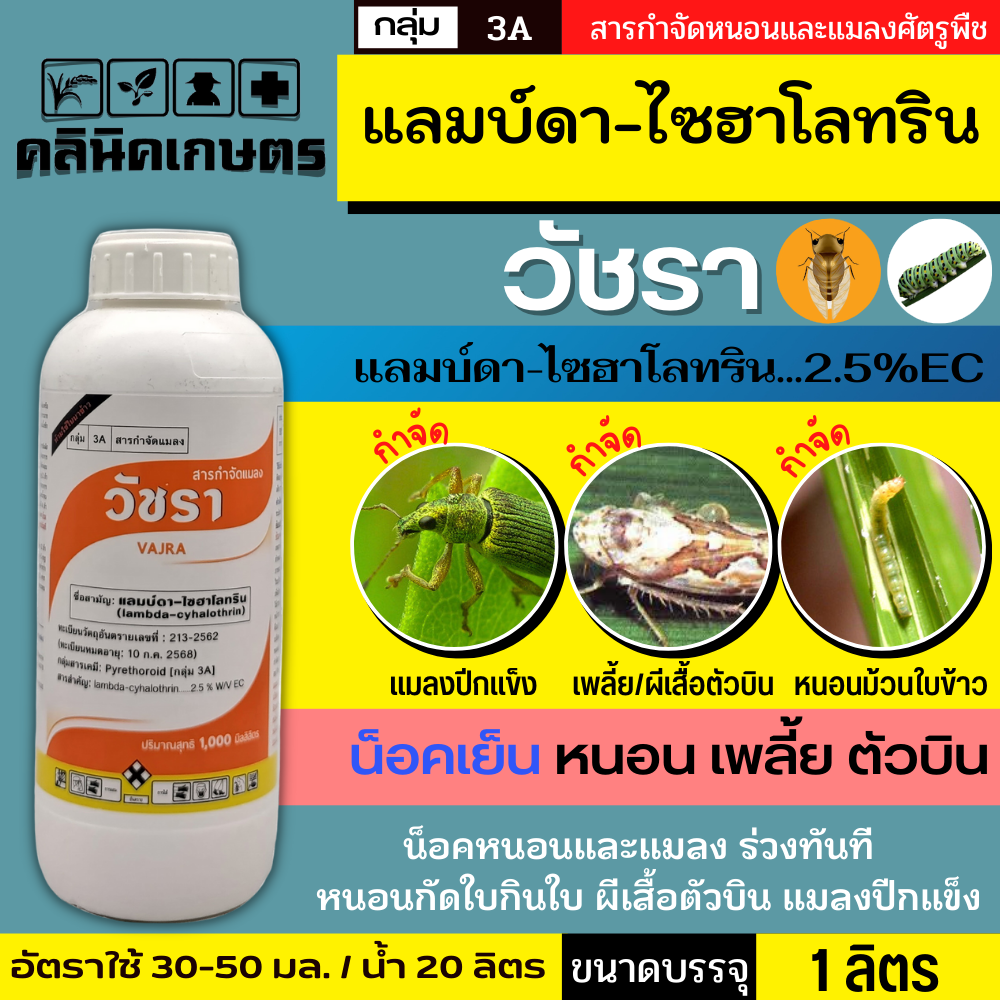 กลุ่ม 3A สารกำจัดหนอนและแมลงศัตรูพืช
คลินิคเกษตร
แลมบ์ดา-ไซฮาโลทริน
วัชรา
แลมบ์ดา-ไซฮาโลทริน...2.5%EC
กำจัด กำจัด กำจัด
แมลงปีกแข็ง เพลี้ย/ผีเสื้อตัวบิน หนอนม้วนใบข้าว
น็อคเย็น หนอน เพลี้ย ตัวบิน
น็อคหนอนและแมลง ร่วงทันที
หนอนกัดใบกินใบ ผีเสื้อตัวบิน แมลงปีกแข็ง
อัตราใช้ 30-50 มล. / น้ำ 20 ลิตร ขนาดบรรจุ 1 ลิตร
กลุ่ม 3A สารกำจัดแมลง
สารกำจัดแมลง
วัชรา
VAJRA
ชื่อสามัญ: แลมบ์ดา-ไซฮาโลทริน
(lambda-cyhalothrin)
ทะเบียนวัตถุอันตรายเลขที่ : 213-2562
(ทะเบียนหมดอายุ: 10 ก.ค. 2568)
กลุ่มสารเคมี: Pyrethoroid [กลุ่ม 3A]
สารสำคัญ: lambda-cyhalothrin.....2.5 % W/V EC
ปริมาณสุทธิ 1,000 มิลลิลิตร